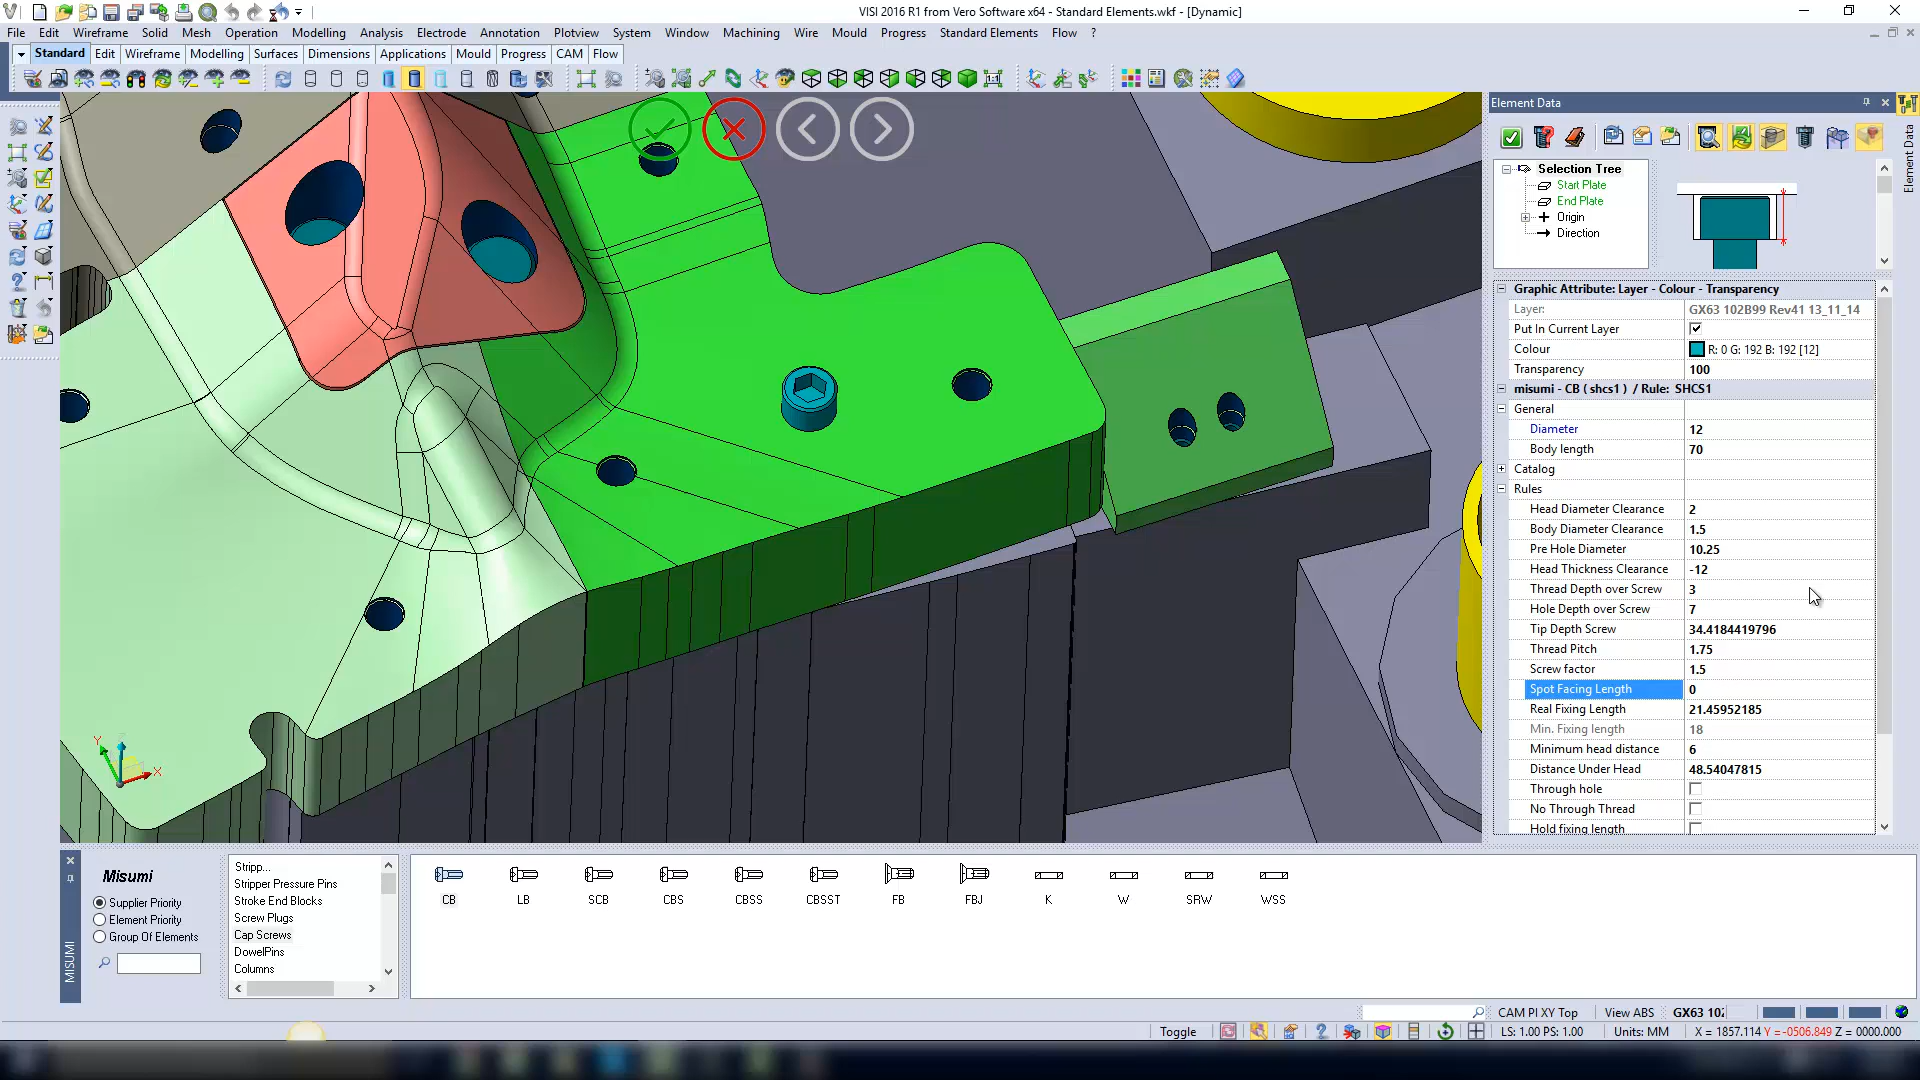 VISI 2016 R1 from Vero Software x64 - Standard Elements.wkf - [Dynamic]
File Edit Wireframe Solid Mesh Operation Modelling Analysis Electrode Annotation Plotview System Window Machining Wire Mould Progress Standard Elements Flow ?
Standard Edit Wireframe Modelling Surfaces Dimensions Applications Mould Progress CAM Flow
Element Data
Element Data
Selection Tree
Start Plate
End Plate
Origin
Direction
Graphic Attribute: Layer - Colour - Transparency
Layer: GX63 102B99 Rev41 13_11_14
Put In Current Layer
Colour R: 0 G: 192 B: 192 [12]
Transparency 100
misumi - CB ( shcs1 ) / Rule: SHCS1
General
Diameter 12
Body length 70
Catalog
Rules
Head Diameter Clearance 2
Body Diameter Clearance 1.5
Pre Hole Diameter 10.25
Head Thickness Clearance -12
Thread Depth over Screw 3
Hole Depth over Screw 7
Tip Depth Screw 34.4184419796
Thread Pitch 1.75
Screw factor 1.5
Spot Facing Length 0
Real Fixing Length 21.45952185
Min. Fixing length 18
Minimum head distance 6
Distance Under Head 48.54047815
Through hole
No Through Thread
Hold fixing length
Y
X
MISUMI
Misumi
Supplier Priority
Element Priority
Group Of Elements
Stripp...
Stripper Pressure Pins
Stroke End Blocks
Screw Plugs
Cap Screws
DowelPins
Columns
CB LB SCB CBS CBSS CBSST FB FBJ K W SRW WSS
CAM PI XY Top View ABS GX63 102
Toggle LS: 1.00 PS: 1.00 Units: MM X = 1857.114 Y =-0506.849 Z = 0000.000